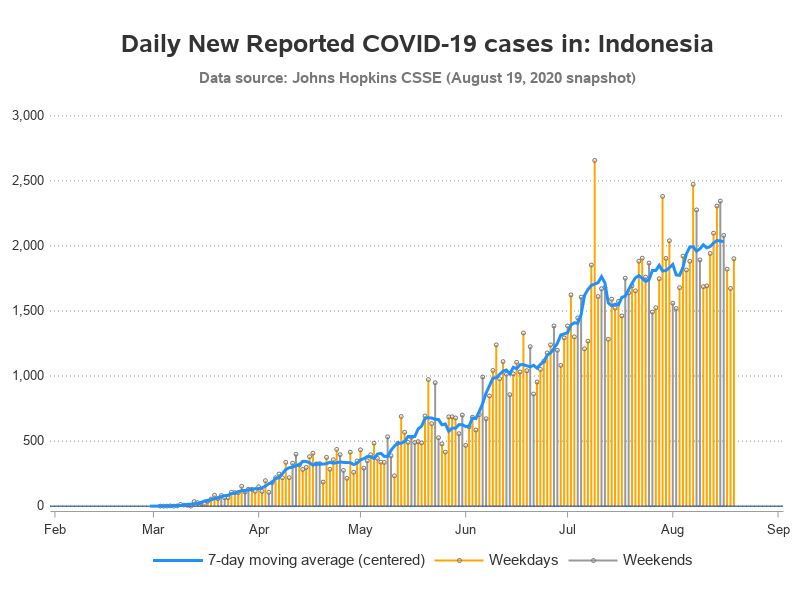 Daily New Reported COVID-19 cases in: Indonesia
Data source: Johns Hopkins CSSE (August 19, 2020 snapshot)
3,000
2,500
2,000
1,500
1,000
500
0
Feb Mar Apr May Jun Jul Aug Sep
7-day moving average (centered) Weekdays Weekends